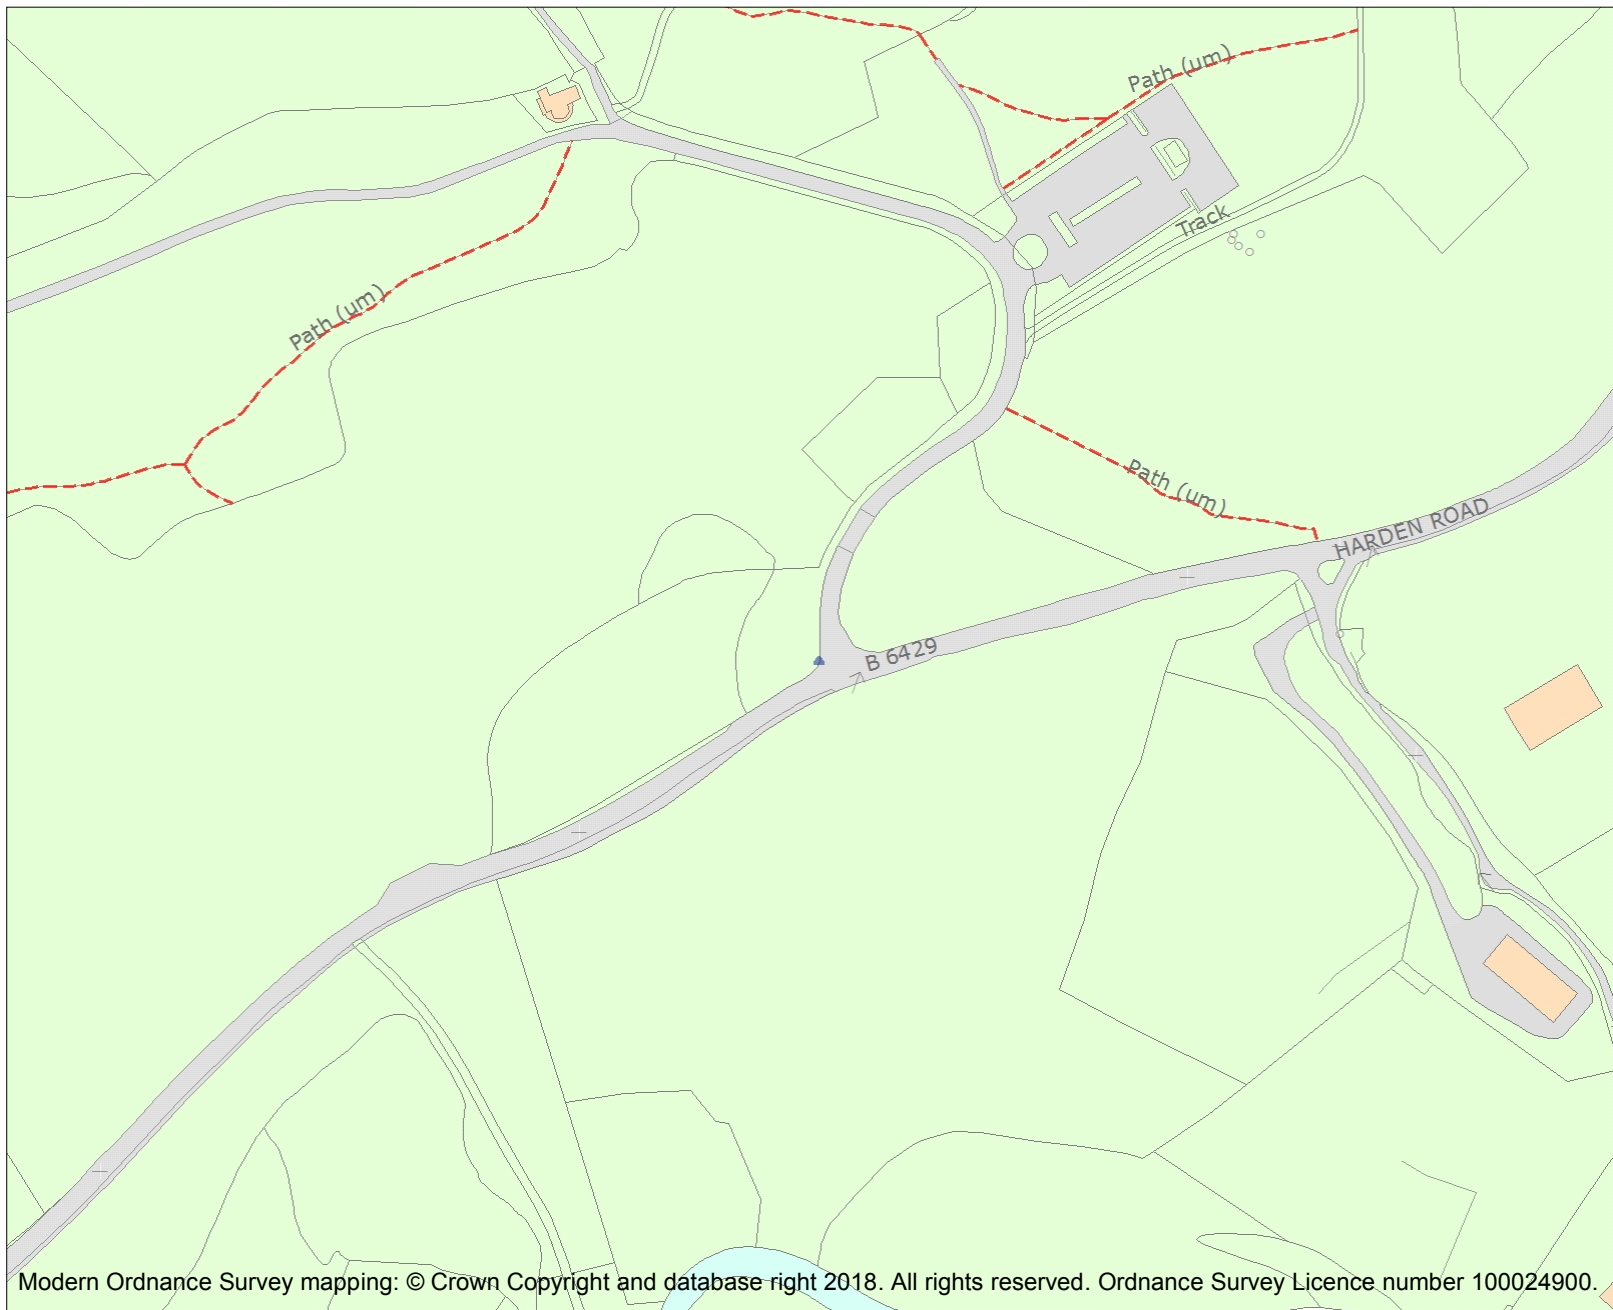 Path (um)
Track
Path (um)
Path (um)
HARDEN ROAD
B 6429
Modern Ordnance Survey mapping: © Crown Copyright and database right 2018. All rights reserved. Ordnance Survey Licence number 100024900.